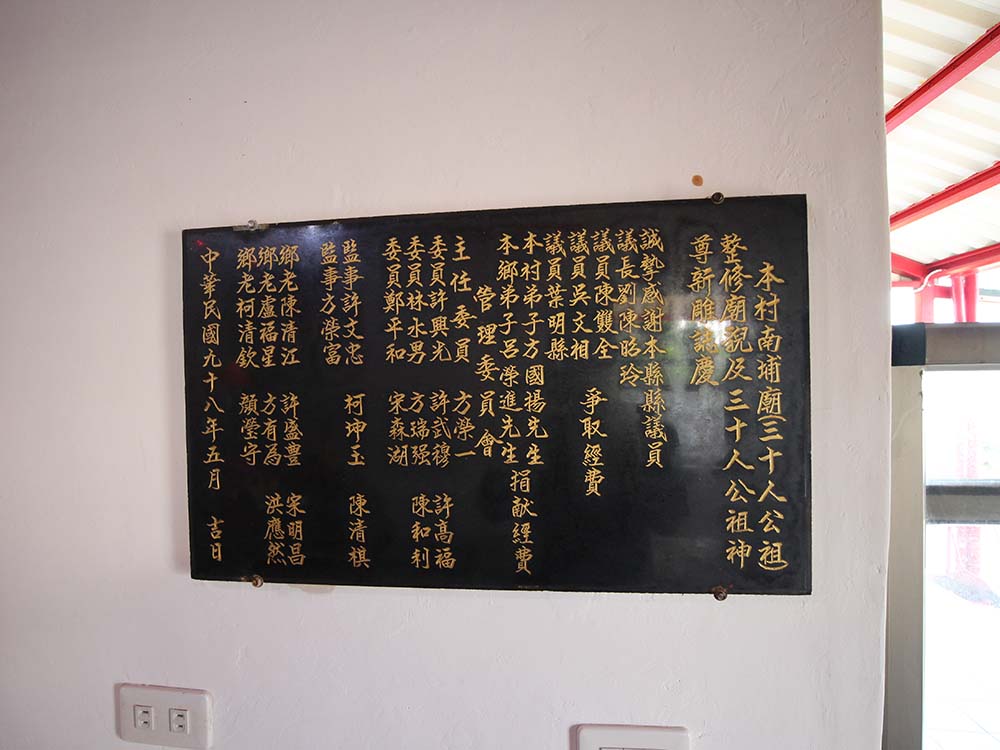 本村南埔廟(三十人公祖)
整修廟貌及三十人公祖神
尊新雕誌慶
誠摯感謝本縣縣議員
議長劉陳昭玲
議員陳雙全
議員吳文相
議員葉明縣
爭取經費
本村弟子方國揚先生
本鄉弟子呂榮進先生
捐献經費
管理委員會
主任委員 方榮一
委員許興光 許武穆 許高福
委員林水男 方瑞强 陳和利
委員鄭平和 宋森湖
監事許文忠 柯坤玉 陳清棋
監事方榮富
鄉老陳清江 許盛豊 宋明昌
鄉老盧福星 方有為 洪應然
鄉老柯清欽 顏瑩守
中華民國九十八年五月 吉日